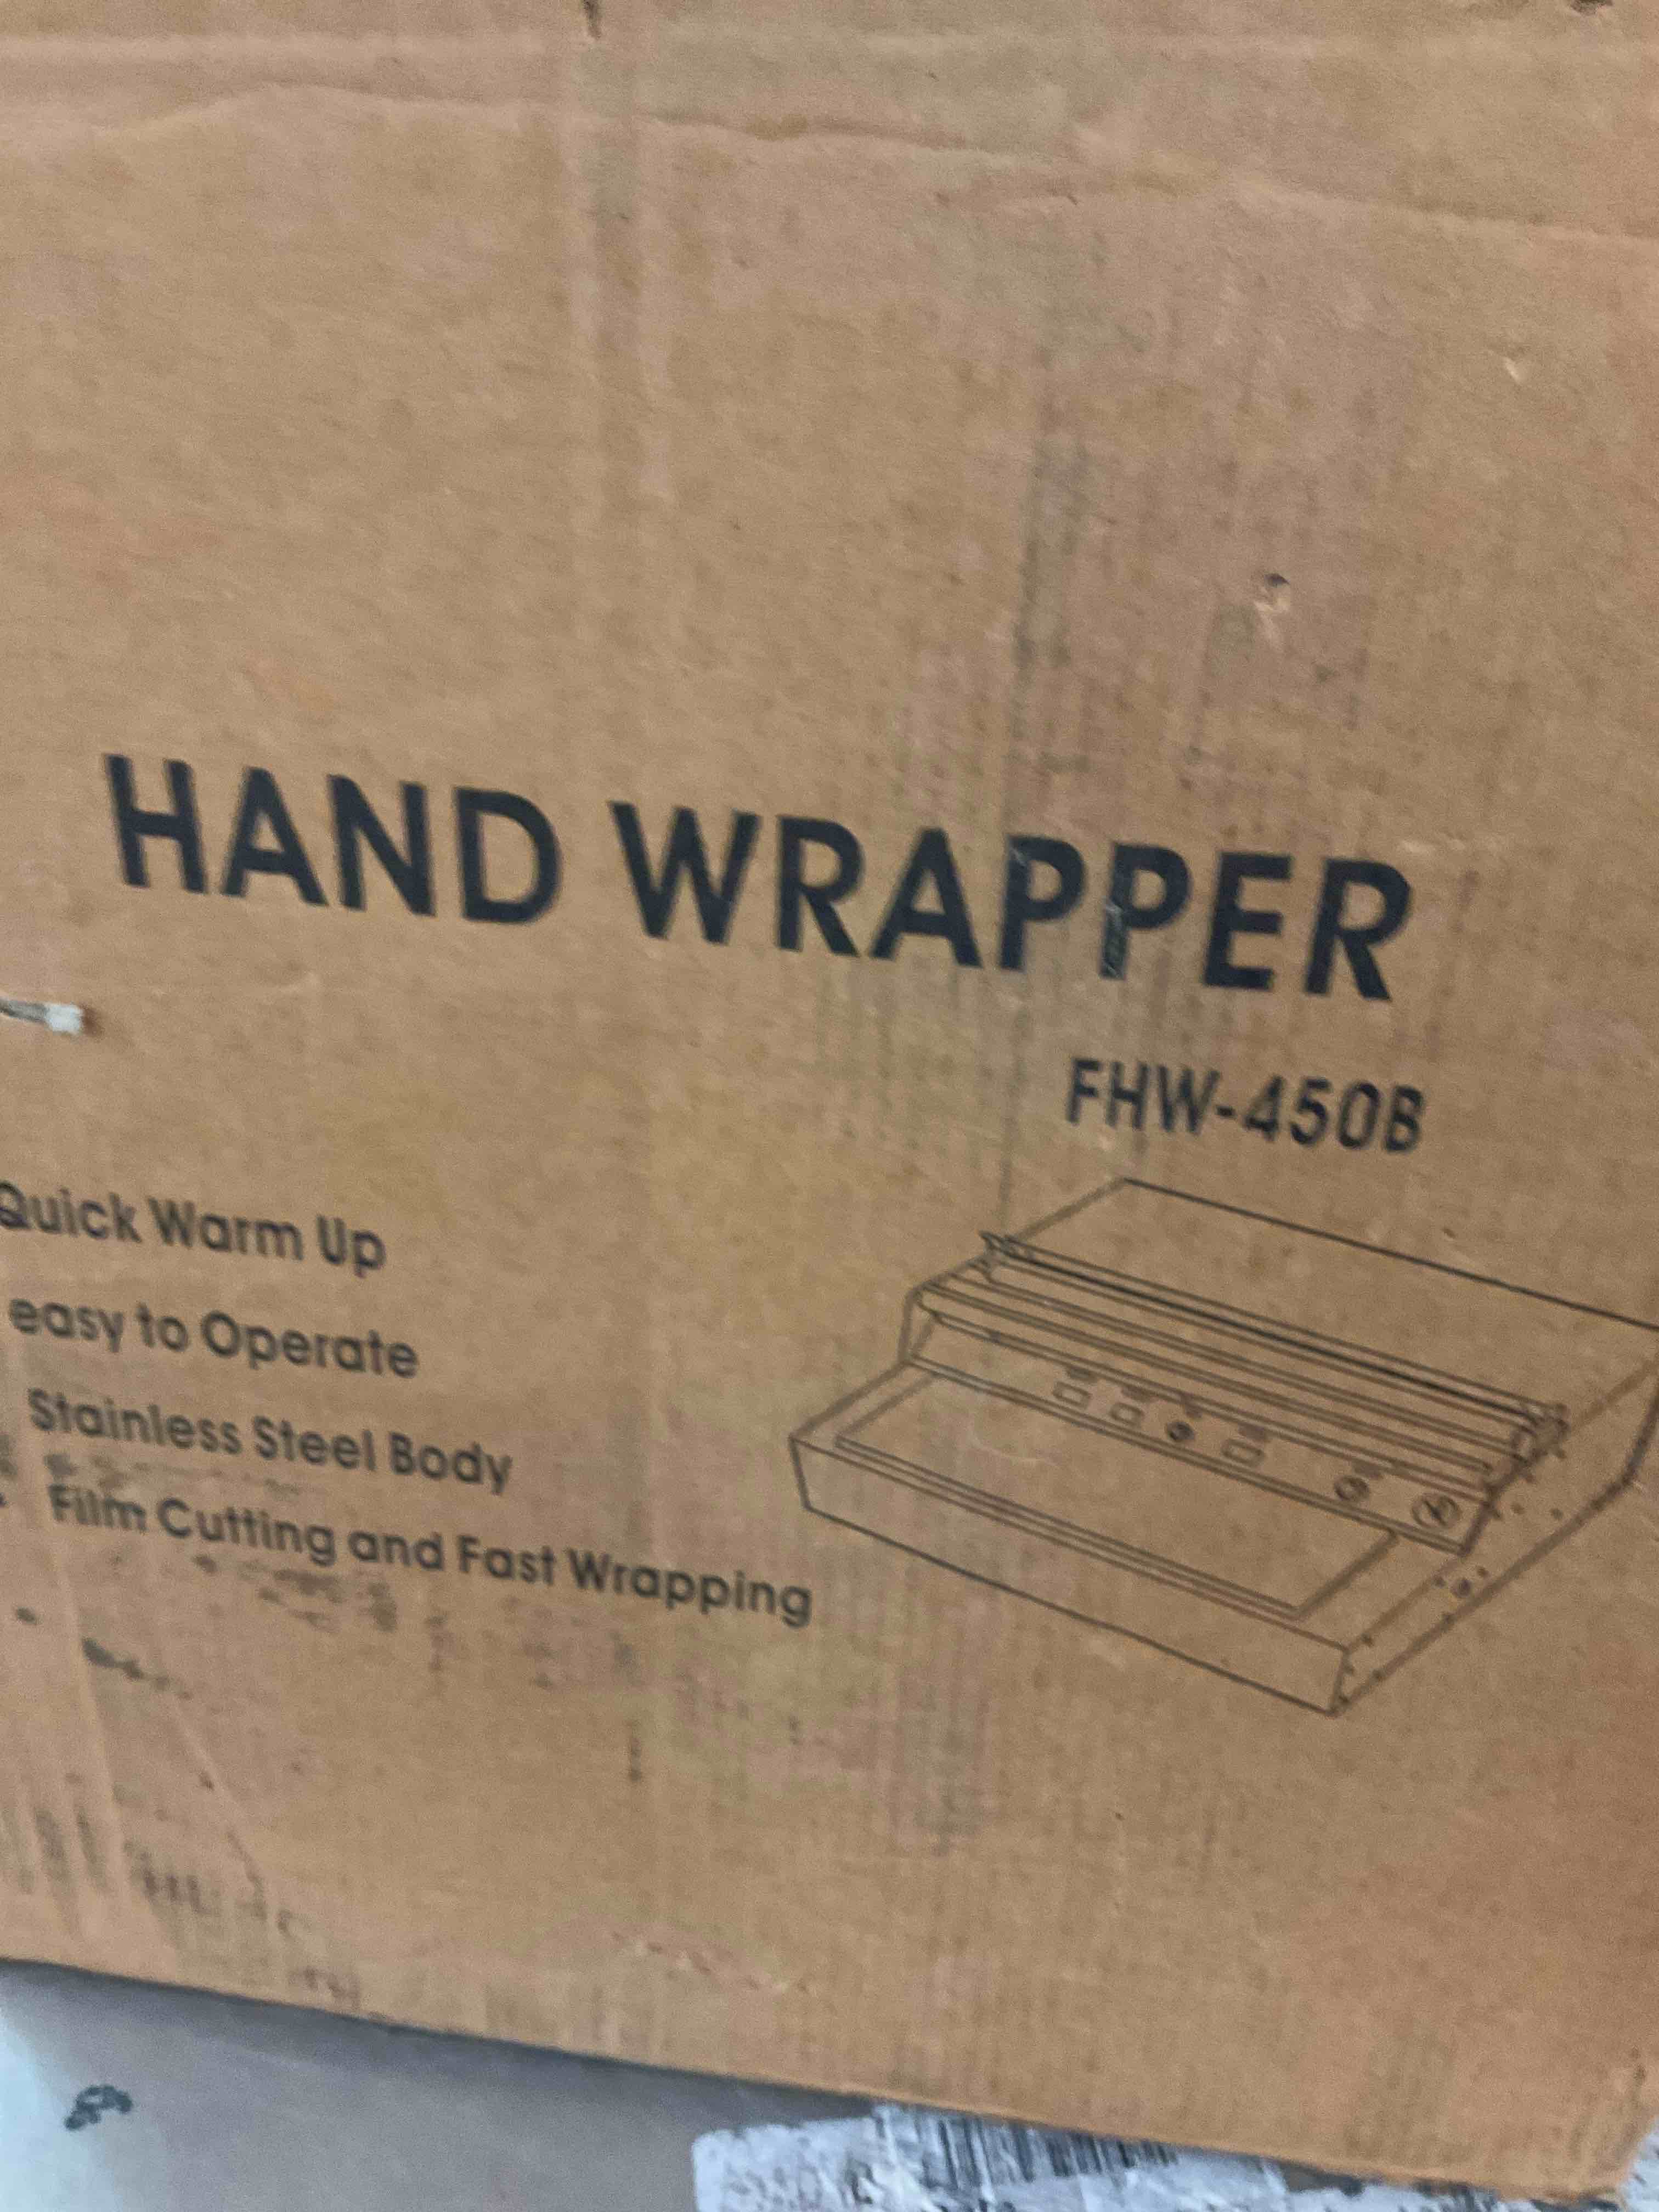 HAND WRAPPER
FHW-450B
Quick Warm Up
easy to Operate
Stainless Steel Body
Film Cutting and Fast Wrapping